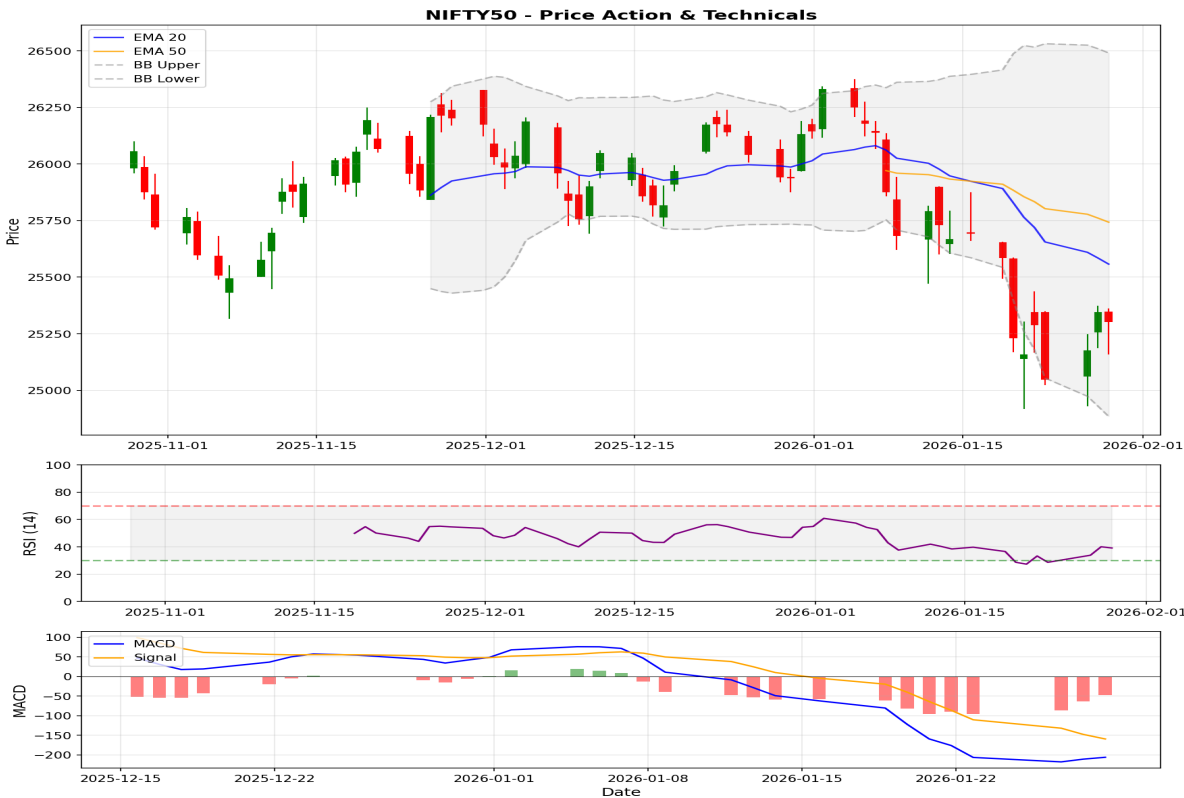 NIFTY50 - Price Action & Technicals
EMA 20
EMA 50
BB Upper
BB Lower
Price
26500
26250
26000
25750
25500
25250
25000
2025-11-01 2025-11-15 2025-12-01 2025-12-15 2026-01-01 2026-01-15 2026-02-01
RSI (14)
100
80
60
40
20
0
2025-11-01 2025-11-15 2025-12-01 2025-12-15 2026-01-01 2026-01-15 2026-02-01
MACD
Signal
MACD
100
50
0
−50
−100
−150
−200
2025-12-15 2025-12-22 2026-01-01 2026-01-08 2026-01-15 2026-01-22
Date